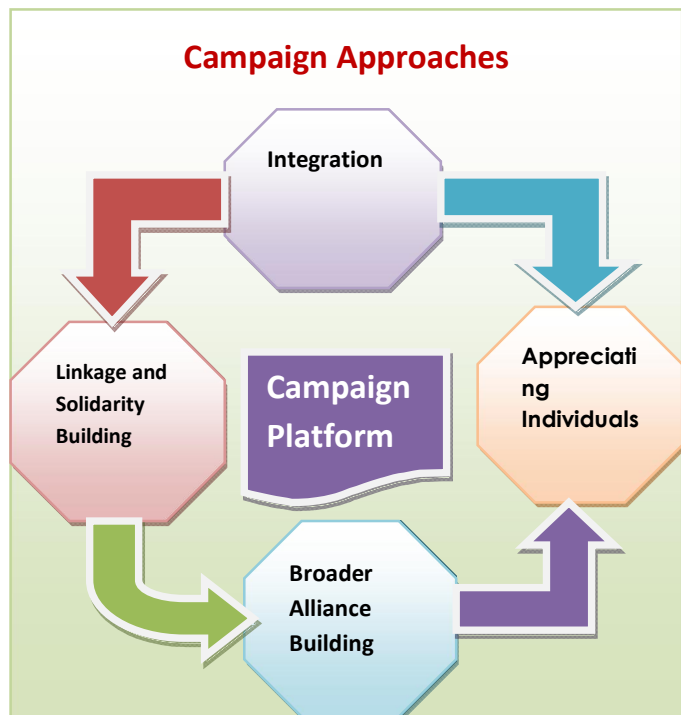 Campaign Approaches
Integration
Linkage and
Solidarity
Building
Campaign
Platform
Appreciati
ng
Individuals
Broader
Alliance
Building